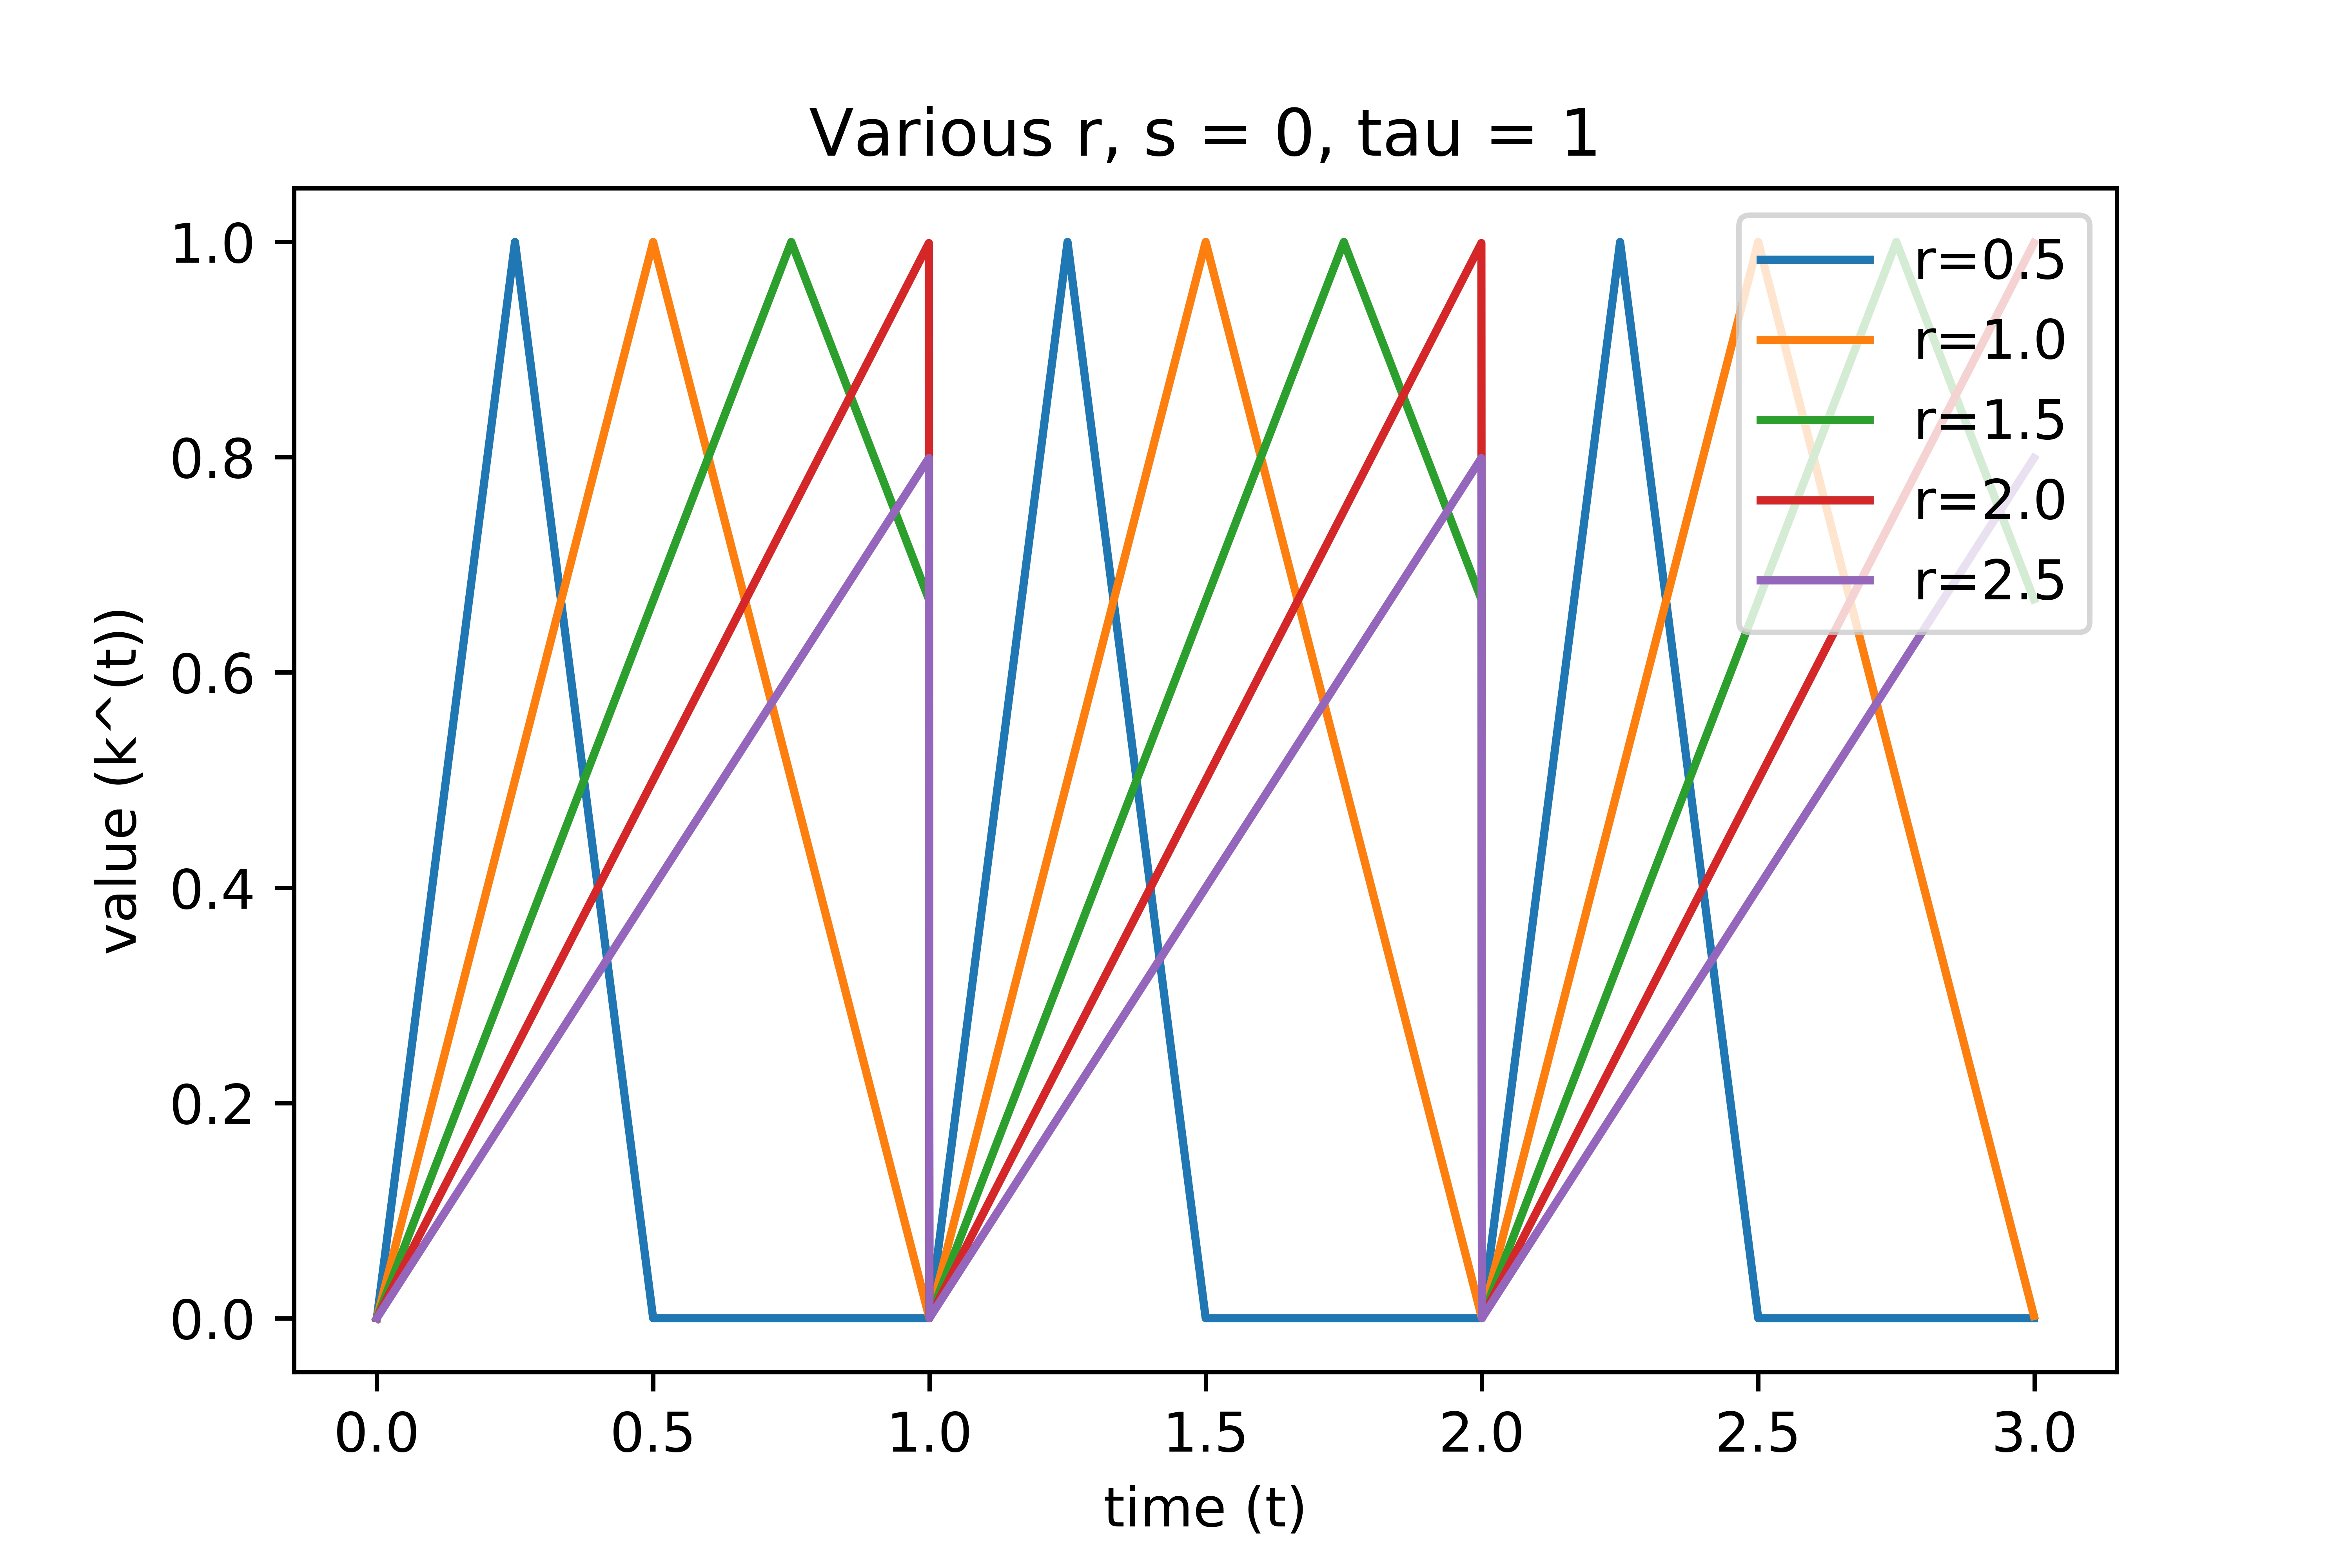 Various r, s = 0, tau = 1
1.0
0.8
0.6
0.4
0.2
0.0
value (k^(t))
r=0.5
r=1.0
r=1.5
r=2.0
r=2.5
0.0 0.5 1.0 1.5 2.0 2.5 3.0
time (t)